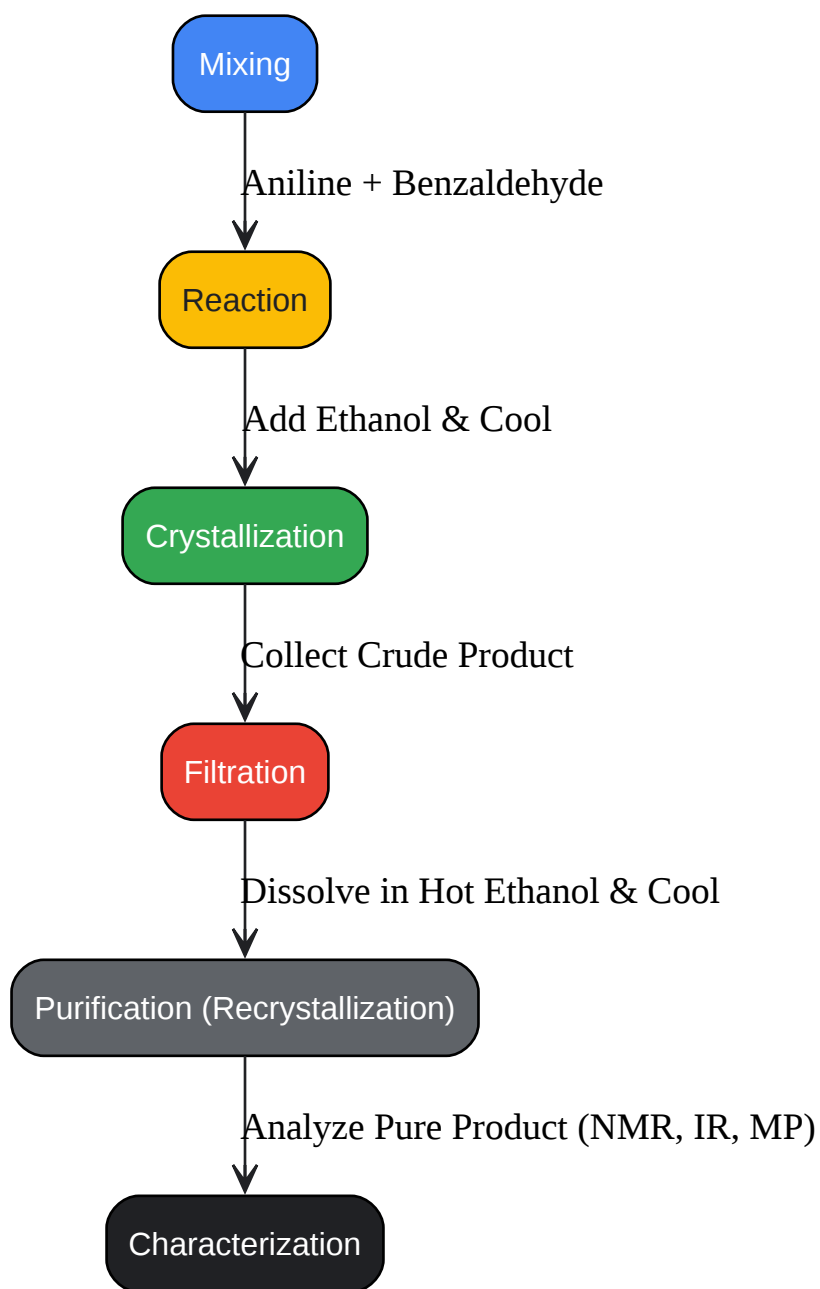 Mixing
Aniline + Benzaldehyde
Reaction
Add Ethanol & Cool
Crystallization
Collect Crude Product
Filtration
Dissolve in Hot Ethanol & Cool
Purification (Recrystallization)
Analyze Pure Product (NMR, IR, MP)
Characterization